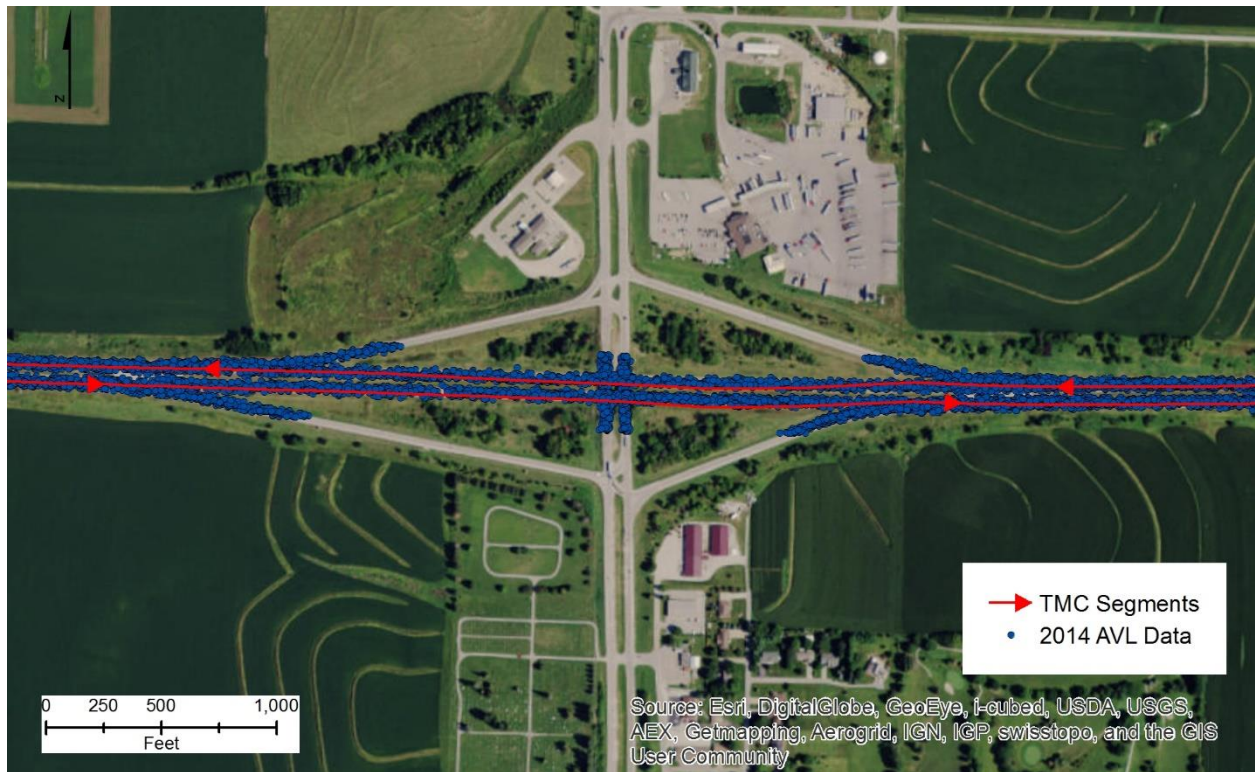 N
TMC Segments
2014 AVL Data
0 250 500 1,000
Feet
Source: Esri, DigitalGlobe, GeoEye, i-cubed, USDA, USGS,
AEX, Getmapping, Aerogrid, IGN, IGP, swisstopo, and the GIS
User Community